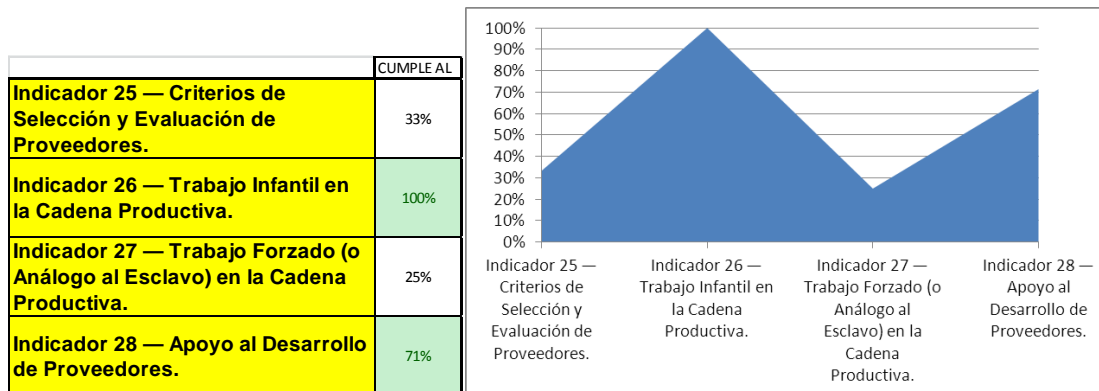 CUMPLE AL
Indicador 25 — Criterios de
Selección y Evaluación de
Proveedores.
33%
Indicador 26 — Trabajo Infantil en
la Cadena Productiva.
100%
Indicador 27 — Trabajo Forzado (o
Análogo al Esclavo) en la Cadena
Productiva.
25%
Indicador 28 — Apoyo al Desarrollo
de Proveedores.
71%
100%
90%
80%
70%
60%
50%
40%
30%
20%
10%
0%
Indicador 25 —
Criterios de
Selección y
Evaluación de
Proveedores.
Indicador 26 —
Trabajo Infantil en
la Cadena
Productiva.
Indicador 27 —
Trabajo Forzado (o
Análogo al
Esclavo) en la
Cadena
Productiva.
Indicador 28 —
Apoyo al
Desarrollo de
Proveedores.